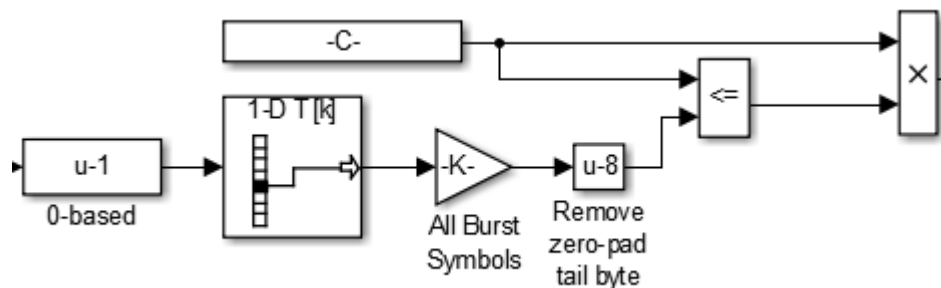 -C-
1-D T[k]
<=
×
u-1
-K-
u-8
0-based
All Burst
Symbols
Remove
zero-pad
tail byte